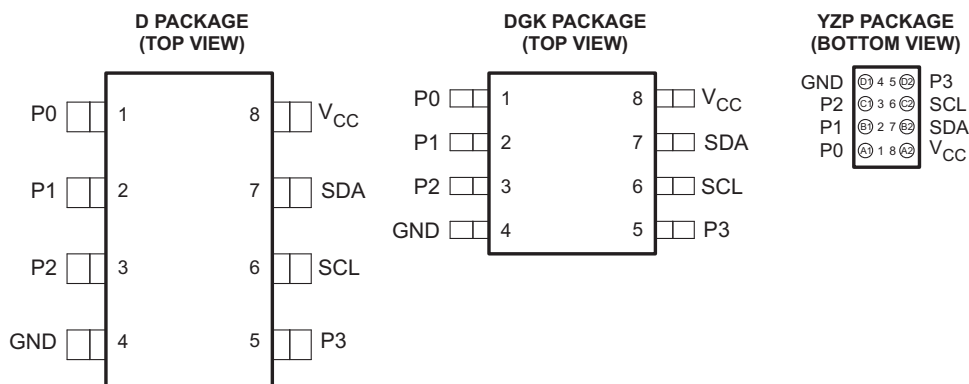 D PACKAGE
(TOP VIEW)
P0 1 8 VCC
P1 2 7 SDA
P2 3 6 SCL
GND 4 5 P3
DGK PACKAGE
(TOP VIEW)
P0 1 8 VCC
P1 2 7 SDA
P2 3 6 SCL
GND 4 5 P3
YZP PACKAGE
(BOTTOM VIEW)
GND D1 4 5 D2 P3
P2 C1 3 6 C2 SCL
P1 B1 2 7 B2 SDA
P0 A1 1 8 A2 VCC